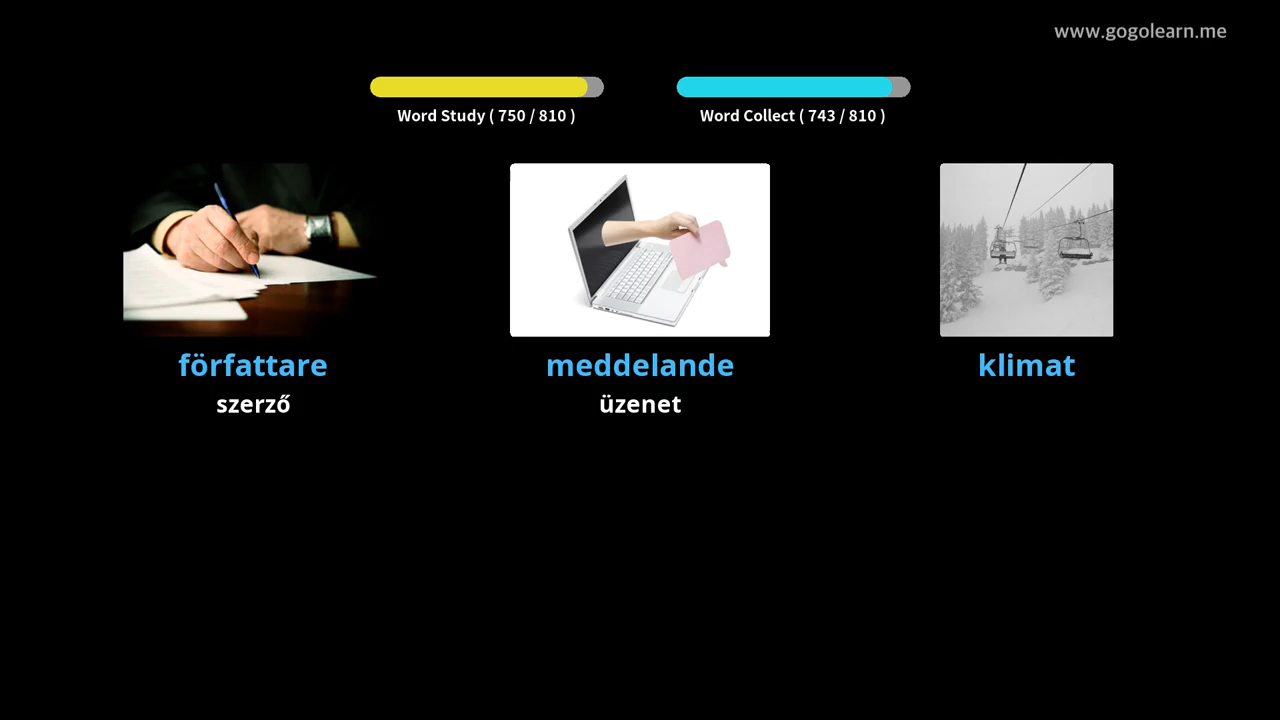 www.gogolearn.me
Word Study ( 750 / 810 )
Word Collect ( 743 / 810 )
författare
meddelande
klimat
szerző
üzenet